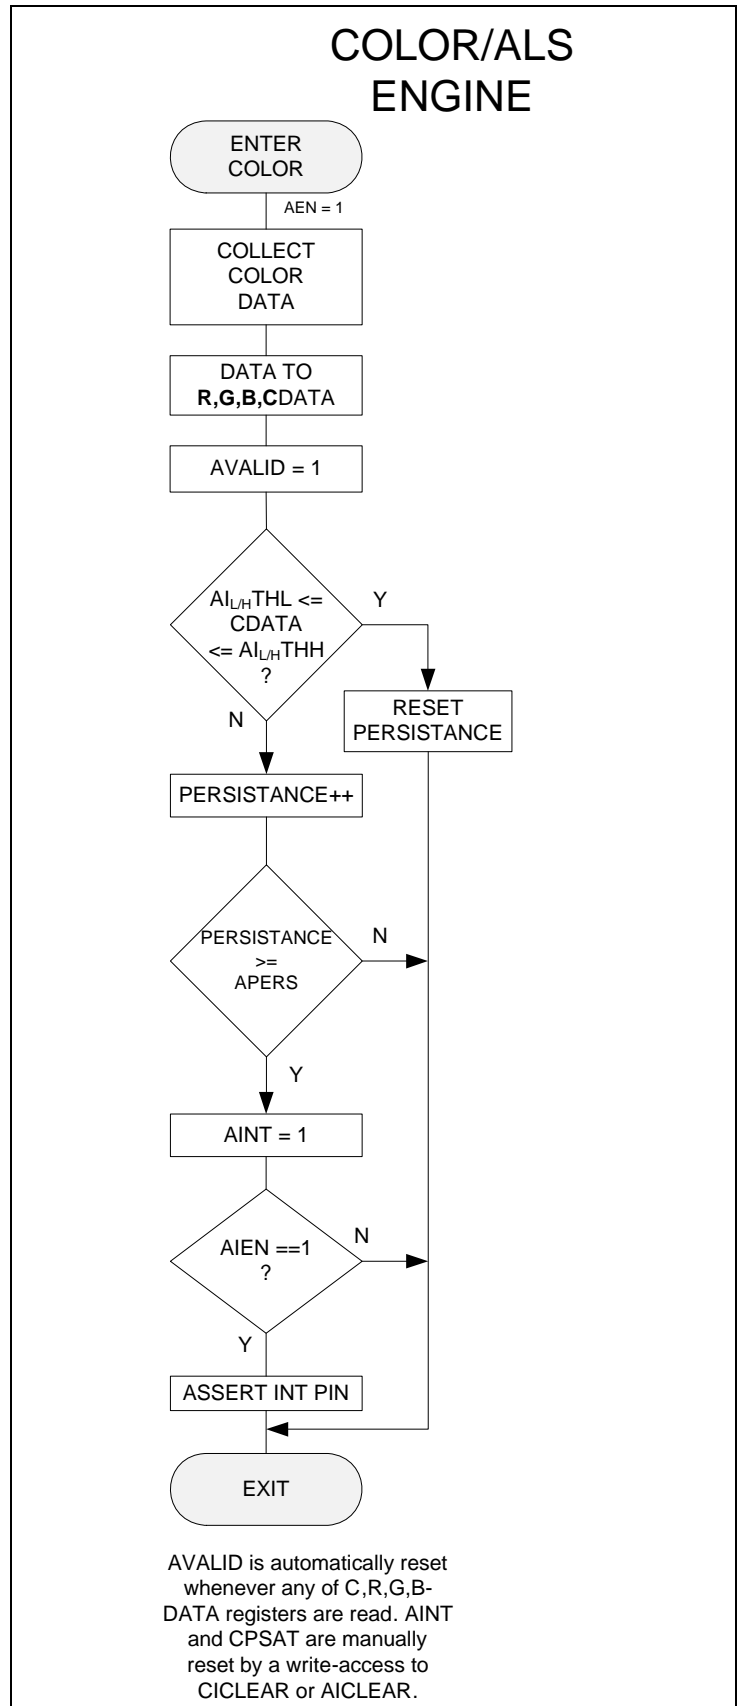 COLOR/ALS
ENGINE
ENTER
COLOR
AEN = 1
COLLECT
COLOR
DATA
DATA TO
R,G,B,CDATA
AVALID = 1
AIL/HTHL <=
CDATA
<= AIL/HTHH
?
Y
N
RESET
PERSISTANCE
PERSISTANCE++
PERSISTANCE
>=
APERS
N
Y
AINT = 1
AIEN ==1
?
N
Y
ASSERT INT PIN
EXIT
AVALID is automatically reset
whenever any of C,R,G,B-
DATA registers are read. AINT
and CPSAT are manually
reset by a write-access to
CICLEAR or AICLEAR.